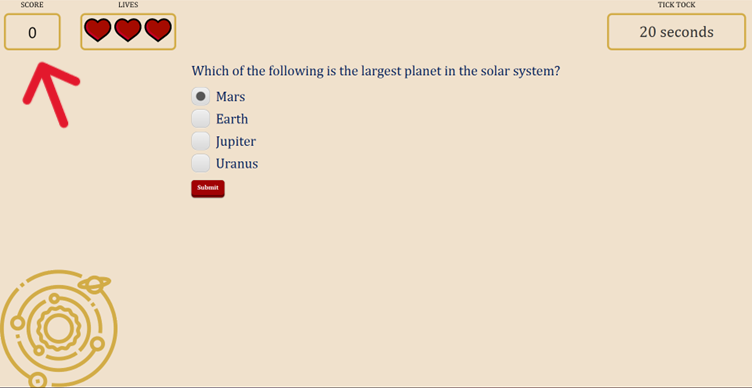 SCORE
LIVES
TICK TOCK
0
20 seconds
Which of the following is the largest planet in the solar system?
Mars
Earth
Jupiter
Uranus
Submit